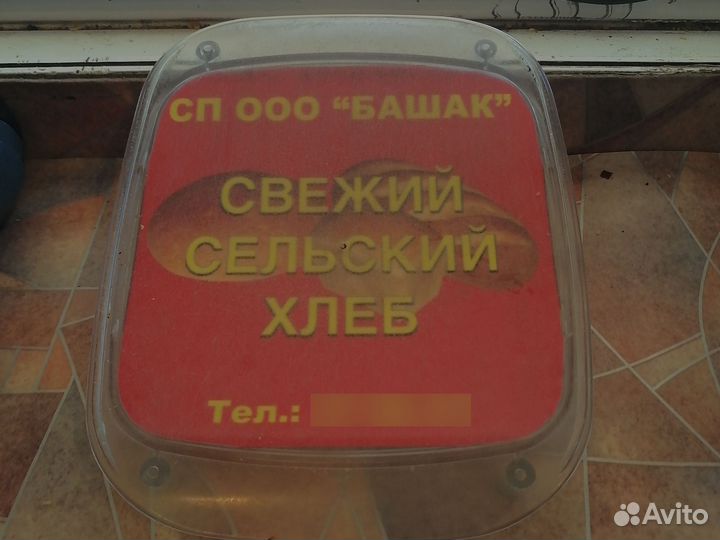 СП ООО "БАШАК"
СВЕЖИЙ
СЕЛЬСКИЙ
ХЛЕБ
Тел.:
Avito